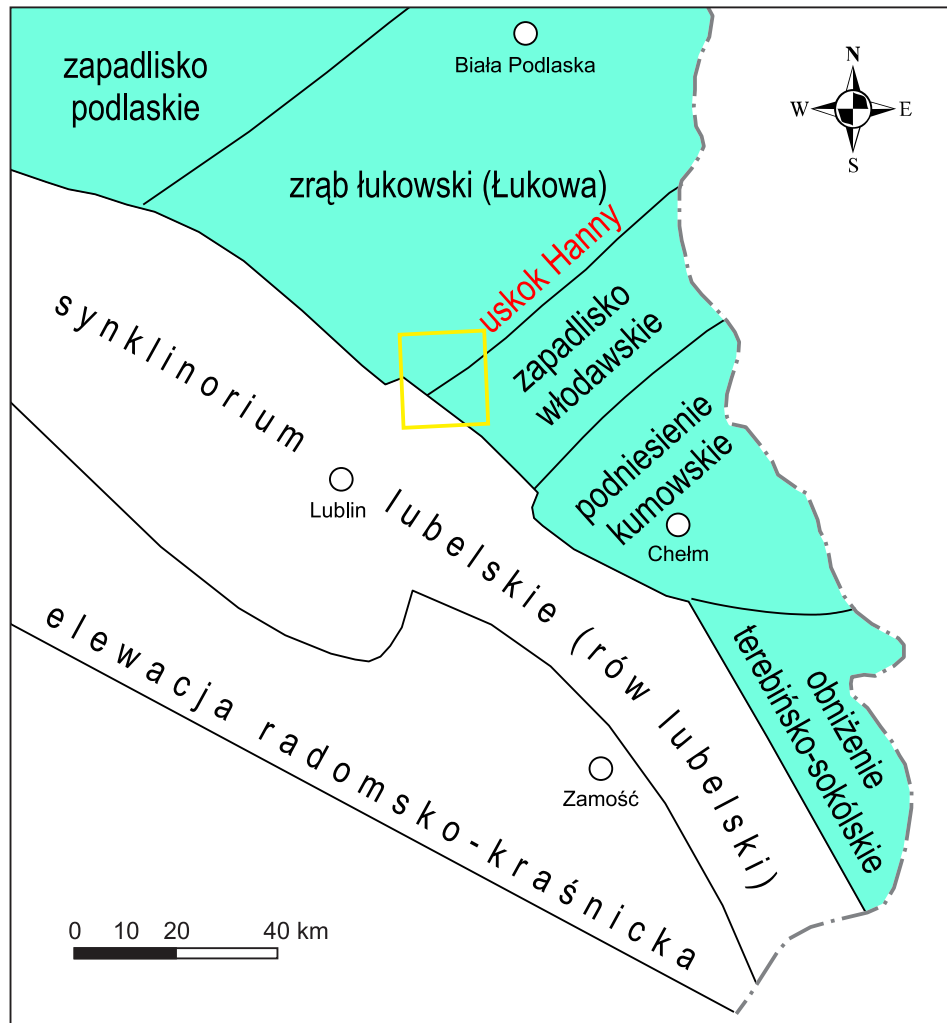 zapadlisko
podlaskie
Biała Podlaska
N
W
E
S
zrąb łukowski (Łukowa)
uskok Hanny
zapadlisko
włodawskie
synklinorium
lubelskie (rów lubelski)
podniesienie
kumowskie
Lublin
Chełm
obniżenie
terebińsko-sokólskie
elewacja radomsko-kraśnicka
Zamość
0 10 20 40 km